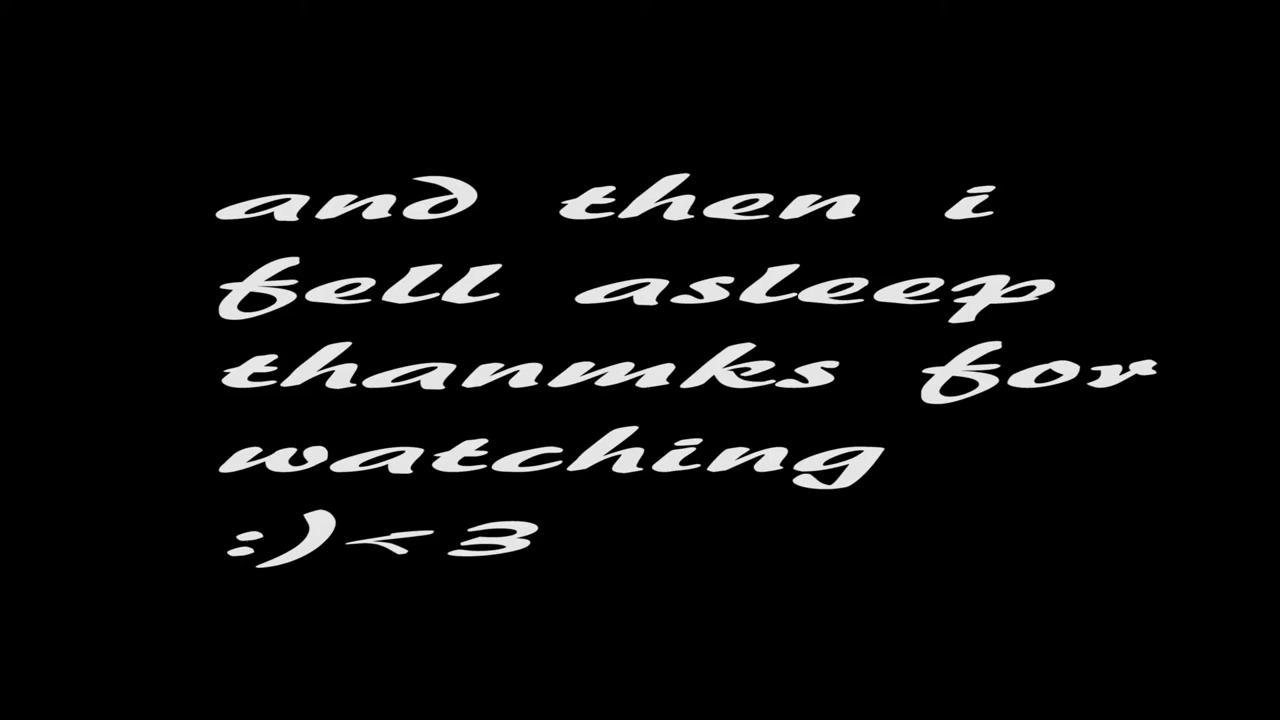 and then i
fell asleep
thanmks for
watching
:)<3